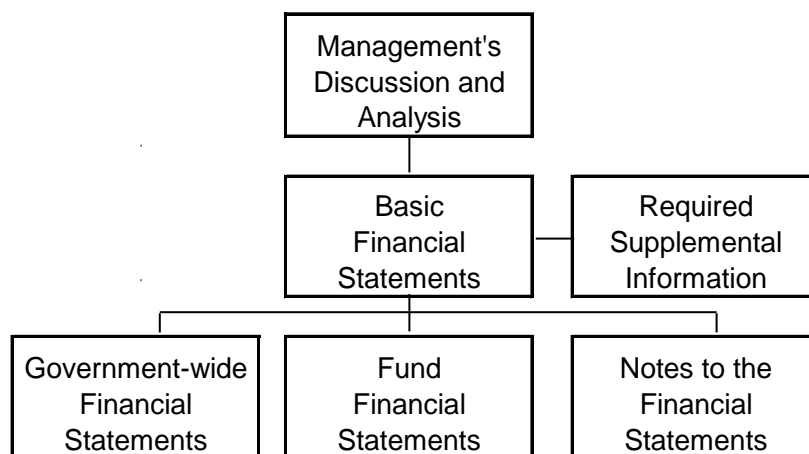 Management's
Discussion and
Analysis
Basic
Financial
Statements
Required
Supplemental
Information
Government-wide
Financial
Statements
Fund
Financial
Statements
Notes to the
Financial
Statements